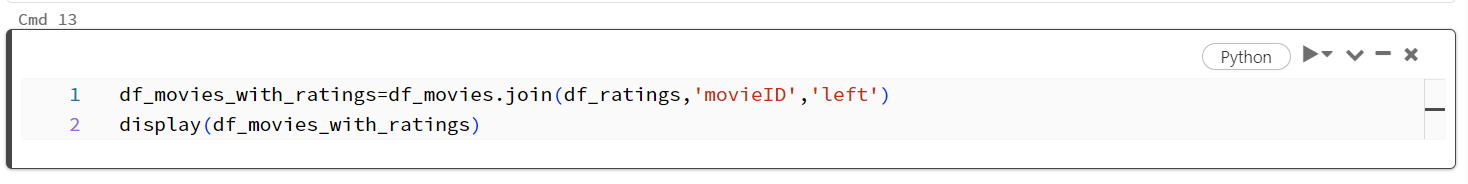 Cmd 13
Python
1 df_movies_with_ratings=df_movies.join(df_ratings,'movieID','left')
2 display(df_movies_with_ratings)